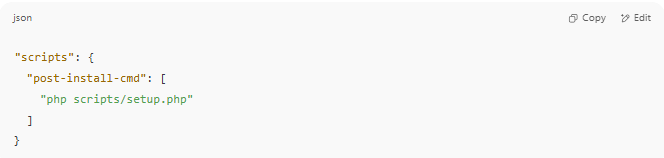 json
Copy
Edit
"scripts": {
  "post-install-cmd": [
    "php scripts/setup.php"
  ]
}